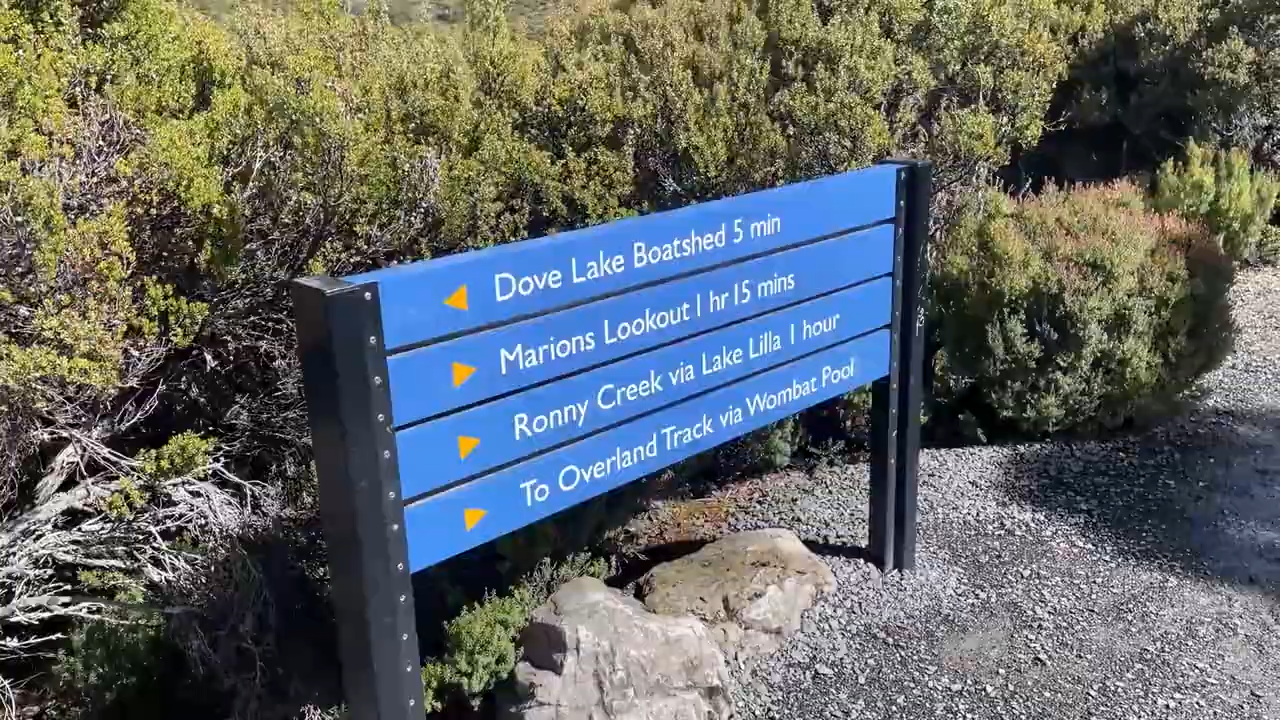 Dove Lake Boatshed 5 min
Marions Lookout 1 hr 15 mins
Ronny Creek via Lake Lilla 1 hour
To Overland Track via Wombat Pool